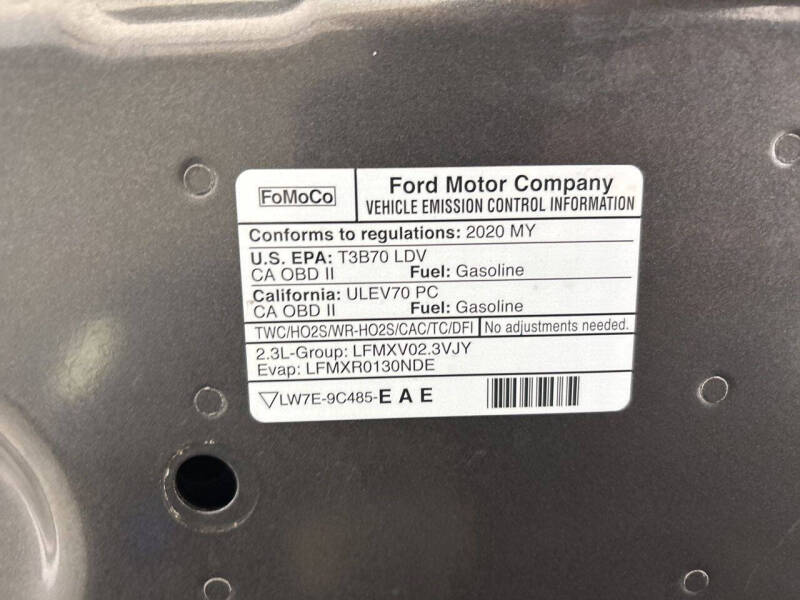 FoMoCo
Ford Motor Company
VEHICLE EMISSION CONTROL INFORMATION
Conforms to regulations: 2020 MY
U.S. EPA: T3B70 LDV
CA OBD II Fuel: Gasoline
California: ULEV70 PC
CA OBD II Fuel: Gasoline
TWC/HO2S/WR-HO2S/CAC/TC/DFI No adjustments needed.
2.3L-Group: LFMXV02.3VJY
Evap: LFMXR0130NDE
LW7E-9C485-E A E